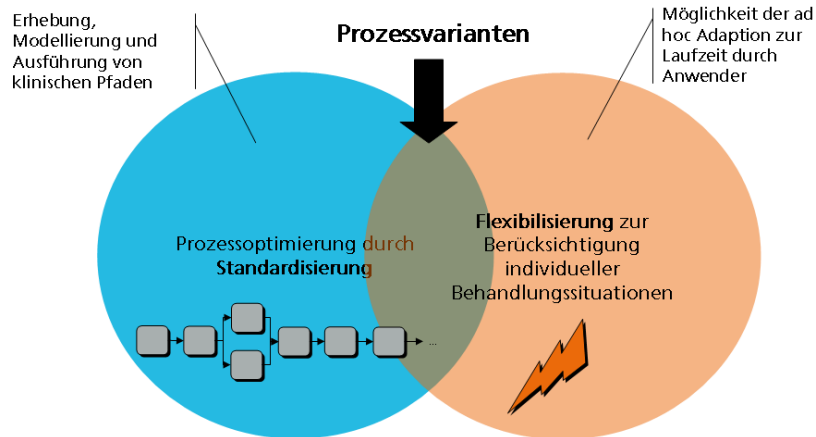 Erhebung,
Modellierung und
Ausführung von
klinischen Pfaden
Prozessvarianten
Möglichkeit der ad
hoc Adaption zur
Laufzeit durch
Anwender
Prozessoptimierung durch
Standardisierung
Flexibilisierung zur
Berücksichtigung
individueller
Behandlungssituationen
...